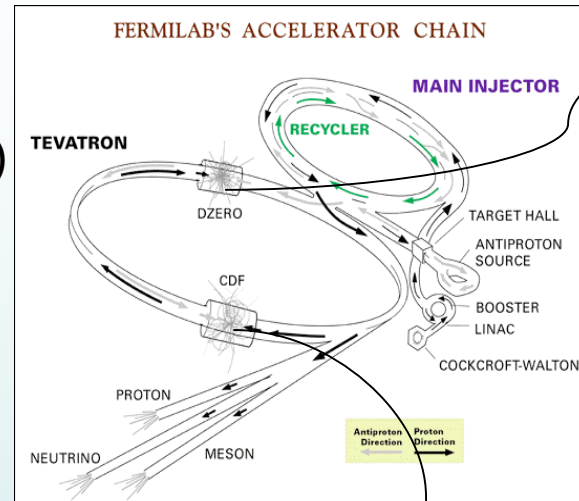 FERMILAB'S ACCELERATOR CHAIN
MAIN INJECTOR
RECYCLER
TEVATRON
)
DZERO
TARGET HALL
ANTIPROTON
SOURCE
CDF
BOOSTER
LINAC
COCKCROFT-WALTON
PROTON
NEUTRINO
MESON
Antiproton Proton
Direction Direction